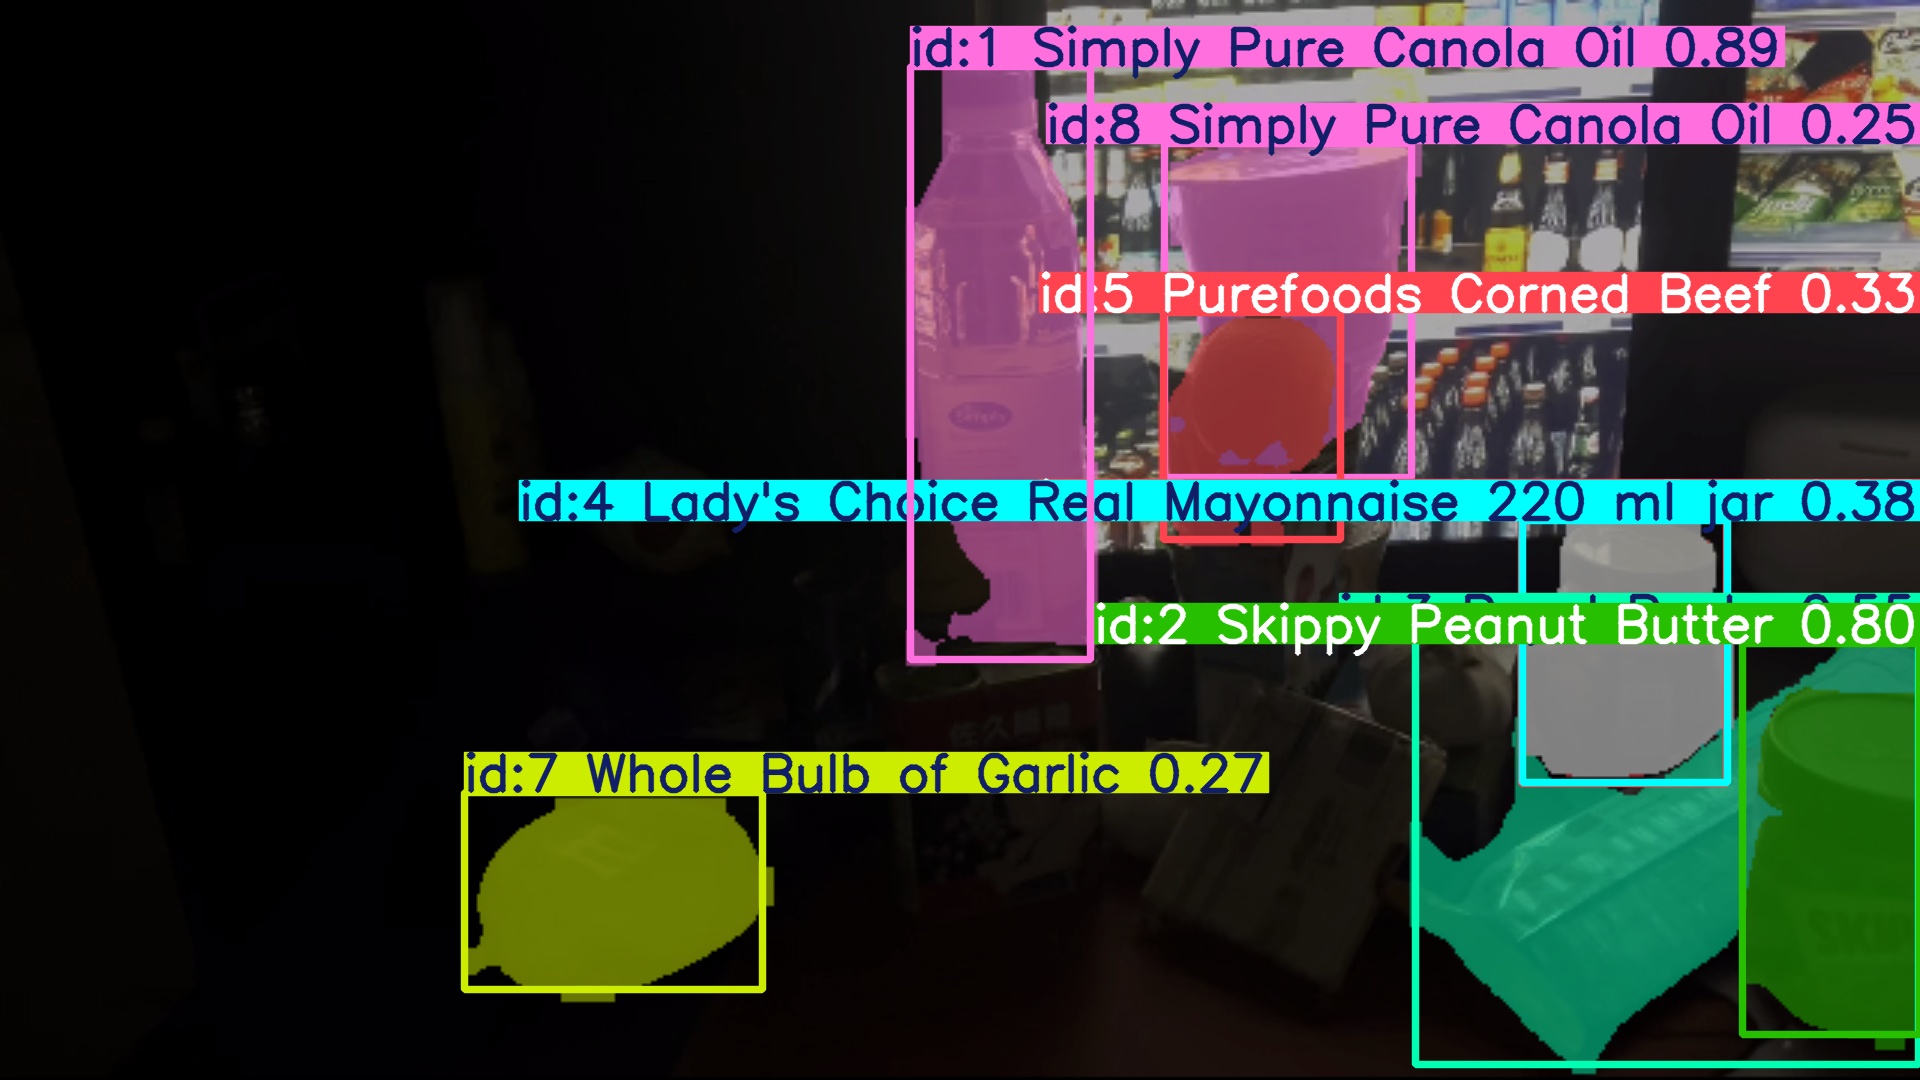 id:1 Simply Pure Canola Oil 0.89
id:8 Simply Pure Canola Oil 0.25
id:5 Purefoods Corned Beef 0.33
Simply
id:4 Lady's Choice Real Mayonnaise 220 ml jar 0.38
id:2 Skippy Peanut Butter 0.80
id:7 Whole Bulb of Garlic 0.27
SKIP